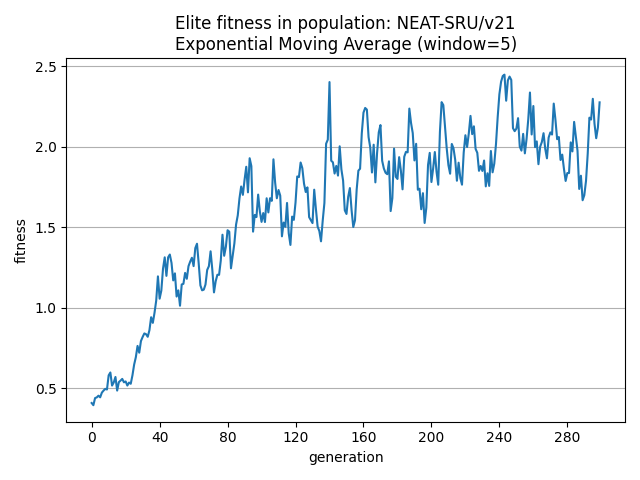 Elite fitness in population: NEAT-SRU/v21
Exponential Moving Average (window=5)
2.5
2.0
1.5
1.0
0.5
fitness
0 40 80 120 160 200 240 280
generation